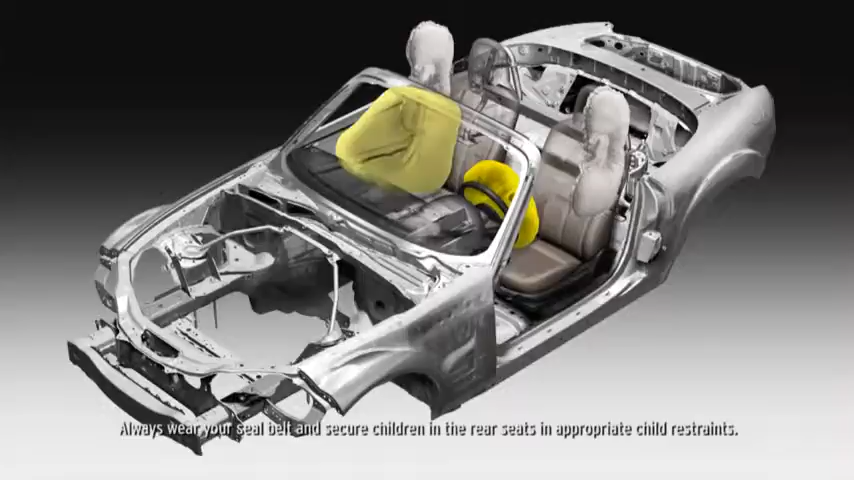 Always wear your seat belt and secure children in the rear seats in appropriate child restraints.